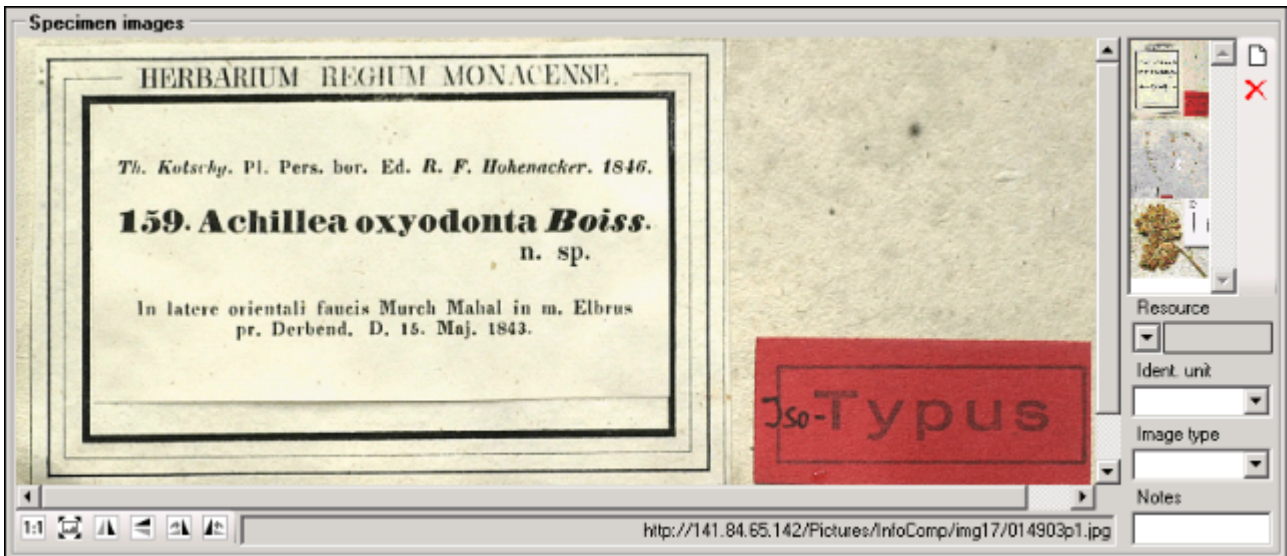 Specimen images
HERBARIUM REGIUM MONACENSE.
Th. Kotschy. Pl. Pers. bor. Ed. R. F. Hohenacker. 1846.
159. Achillea oxyodonta Boiss.
n. sp.
In latere orientali faucis Murch Mahal in m. Elbrus
pr. Derbend. D. 15. Maj. 1843.
Iso-Typus
Resource
Ident. unit
Image type
Notes
1:1
http://141.84.65.142/Pictures/InfoComp/img17/014903p1.jpg